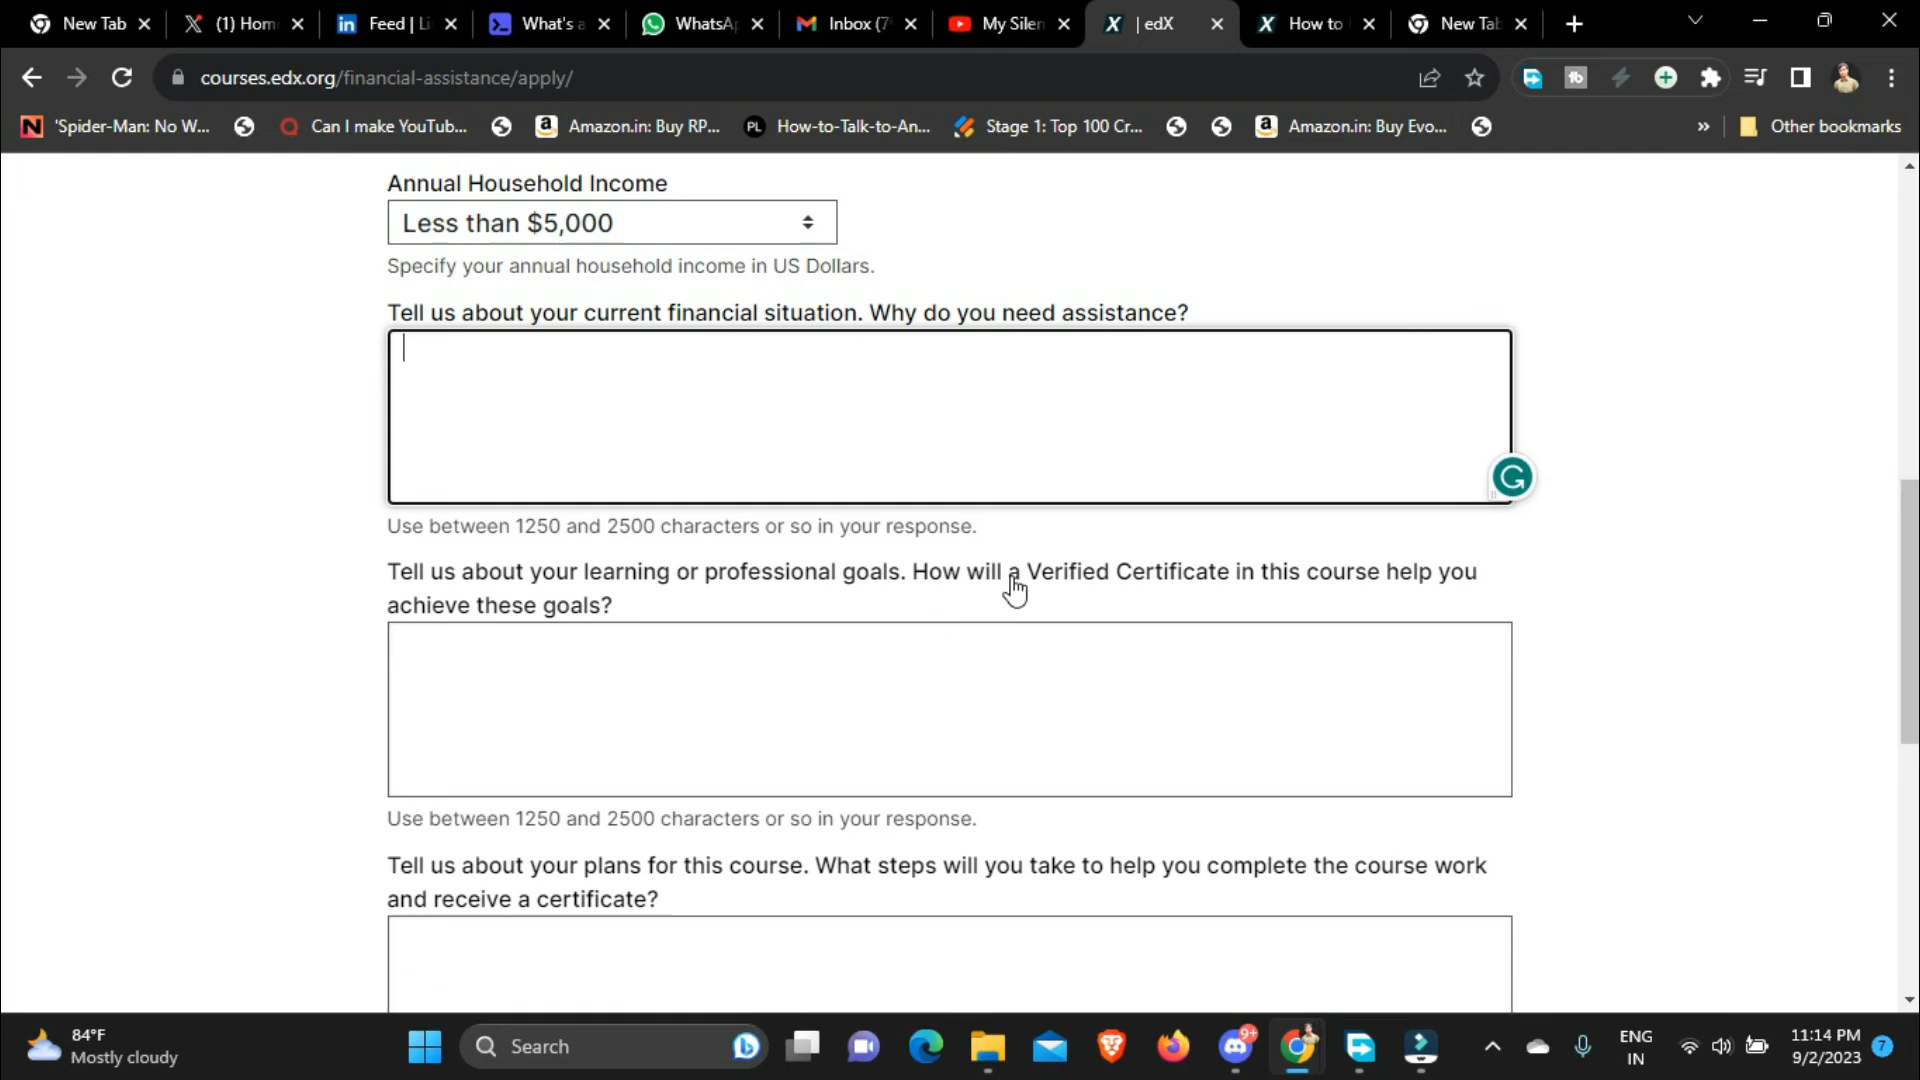 New Tab
(1) Hom
Feed | Li
What's a
WhatsAp
Inbox (7
My Silen
| edX
How to
New Tab
courses.edx.org/financial-assistance/apply/
'Spider-Man: No W...
Can I make YouTub...
Amazon.in: Buy RP...
How-to-Talk-to-An...
Stage 1: Top 100 Cr...
Amazon.in: Buy Evo...
»
Other bookmarks
Annual Household Income
Less than $5,000
Specify your annual household income in US Dollars.
Tell us about your current financial situation. Why do you need assistance?
Use between 1250 and 2500 characters or so in your response.
Tell us about your learning or professional goals. How will a Verified Certificate in this course help you
achieve these goals?
Use between 1250 and 2500 characters or so in your response.
Tell us about your plans for this course. What steps will you take to help you complete the course work
and receive a certificate?
84°F
Mostly cloudy
Search
9+
ENG
IN
11:14 PM
9/2/2023
7